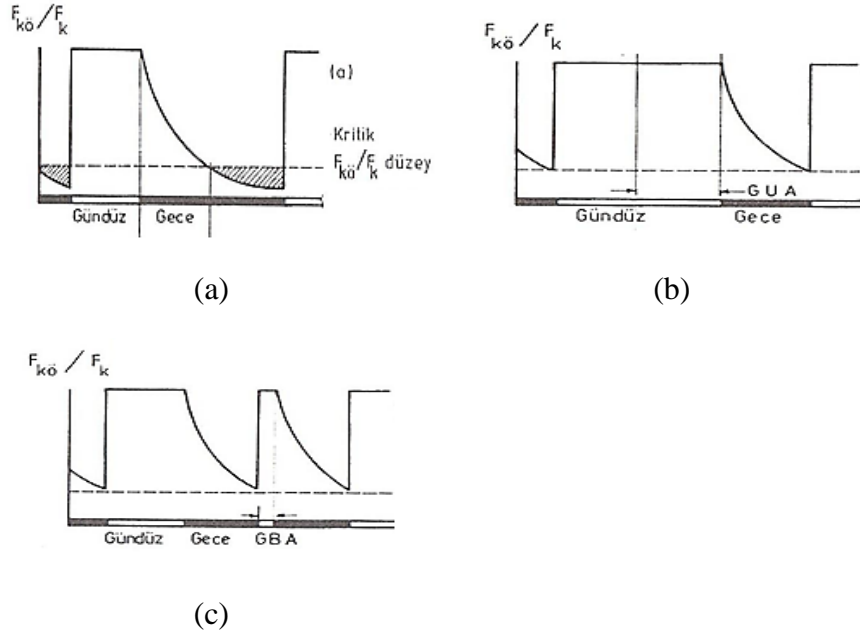 Fkö/Fk
(a)
Kritik
Fkö/Fk düzey
Gündüz Gece
(a)
Fkö/Fk
GUA
Gündüz Gece
(b)
Fkö/Fk
Gündüz Gece GBA
(c)